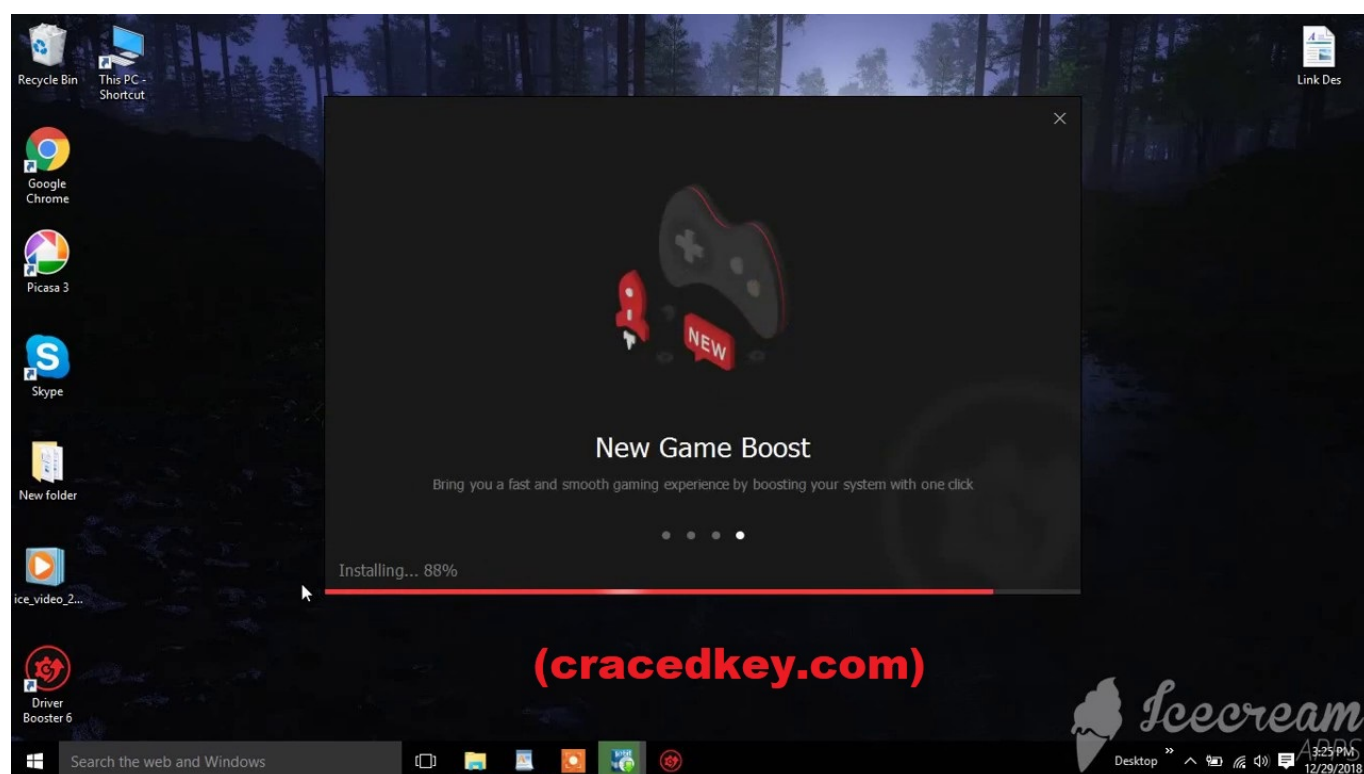 Recycle Bin
This PC -
Shortcut
Link Des
Google
Chrome
Picasa 3
S
Skype
New folder
ice_video_2...
Driver
Booster 6
NEW
New Game Boost
Bring you a fast and smooth gaming experience by boosting your system with one click
Installing... 88%
(cracedkey.com)
Icecream
APPS
Search the web and Windows
Desktop
3:25 PM
12/29/2018